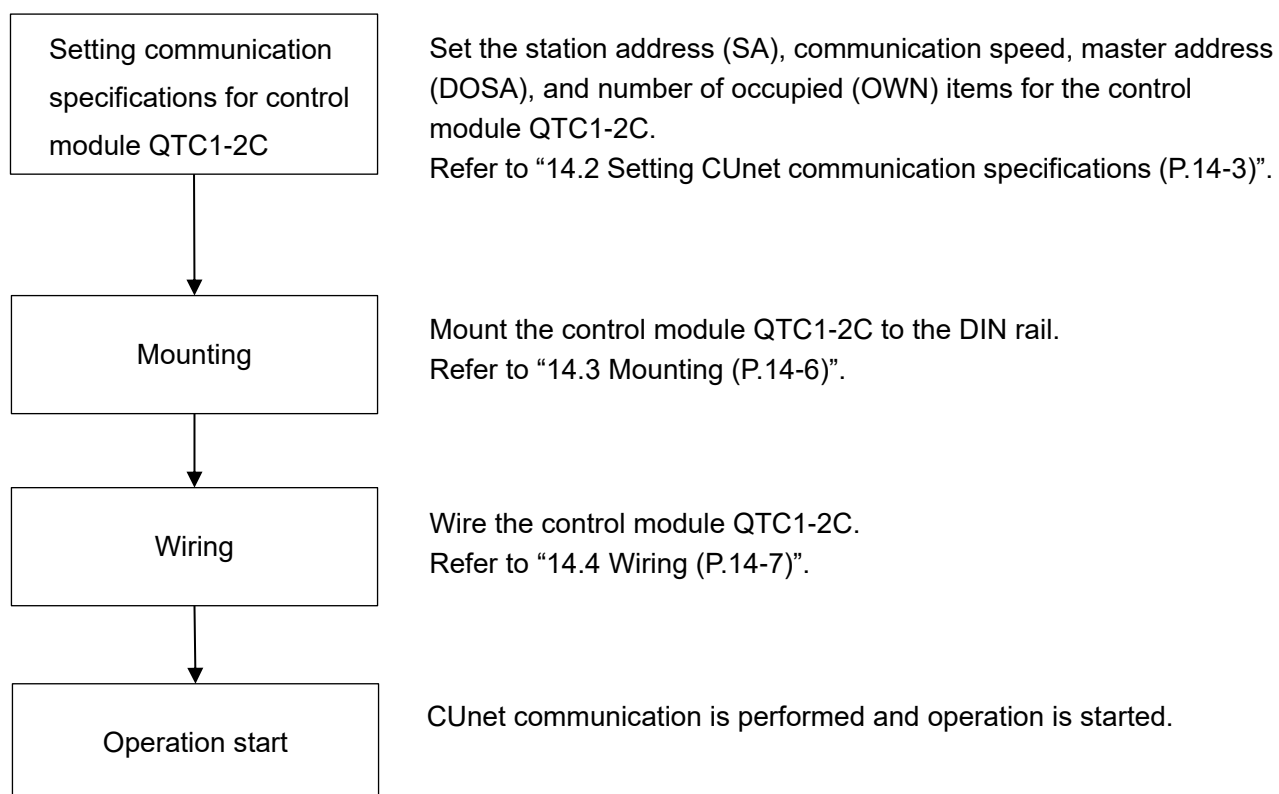 Setting communication
specifications for control
module QTC1-2C
Set the station address (SA), communication speed, master address
(DOSA), and number of occupied (OWN) items for the control
module QTC1-2C.
Refer to “14.2 Setting CUnet communication specifications (P.14-3)”.
Mounting
Mount the control module QTC1-2C to the DIN rail.
Refer to “14.3 Mounting (P.14-6)”.
Wiring
Wire the control module QTC1-2C.
Refer to “14.4 Wiring (P.14-7)”.
Operation start
CUnet communication is performed and operation is started.